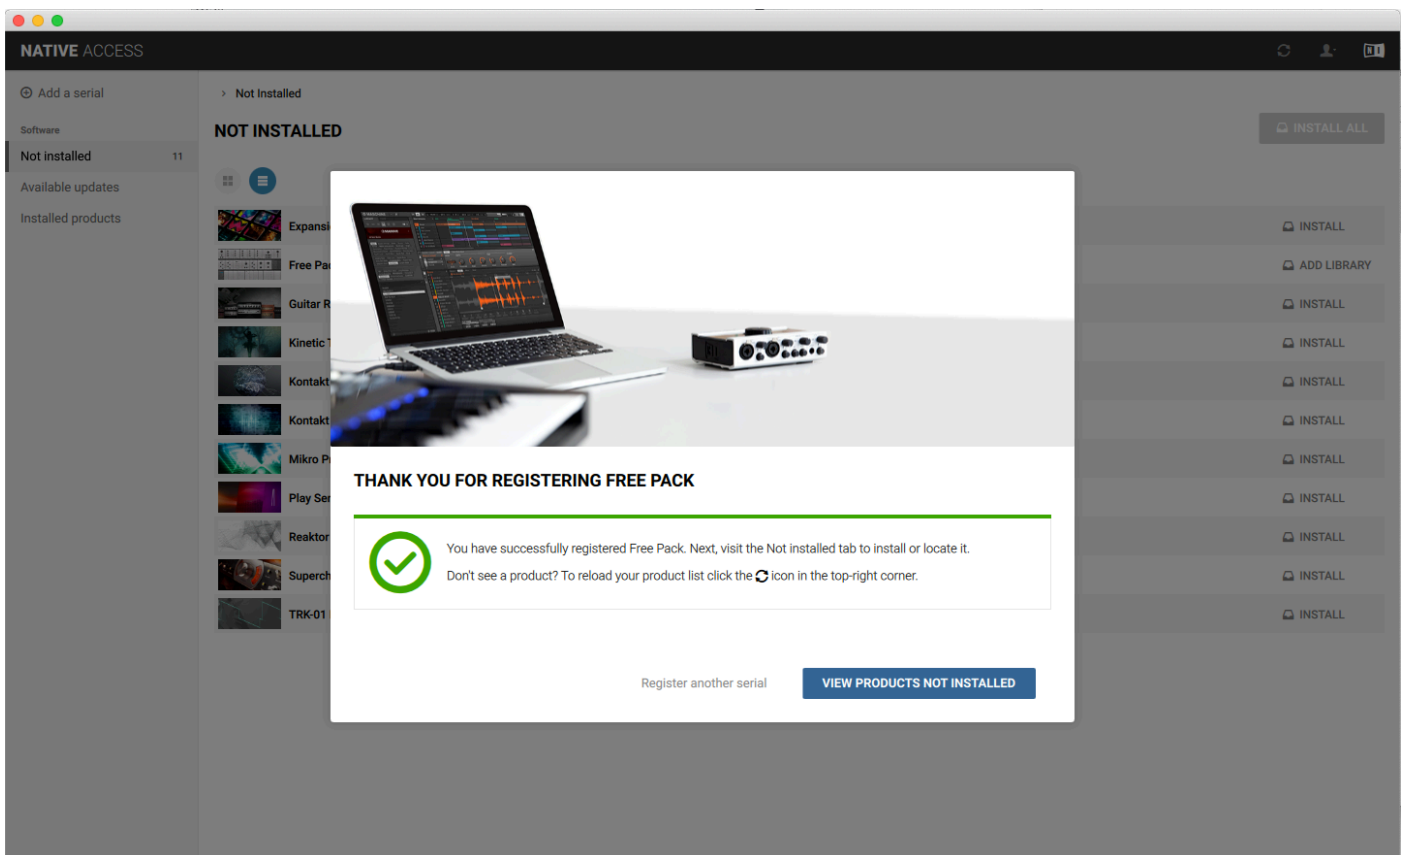 NATIVE ACCESS
NI
Add a serial
Software
Not installed 11
Available updates
Installed products
> Not Installed
NOT INSTALLED
INSTALL ALL
INSTALL
Free ADD LIBRARY
Guitar INSTALL
Kinetic INSTALL
Kontakt INSTALL
Kontakt INSTALL
Mikro INSTALL
Play INSTALL
Reaktor INSTALL
INSTALL
TRK-01 INSTALL
THANK YOU FOR REGISTERING FREE PACK
You have successfully registered Free Pack. Next, visit the Not installed tab to install or locate it.
Don't see a product? To reload your product list click the icon in the top-right corner.
Register another serial
VIEW PRODUCTS NOT INSTALLED